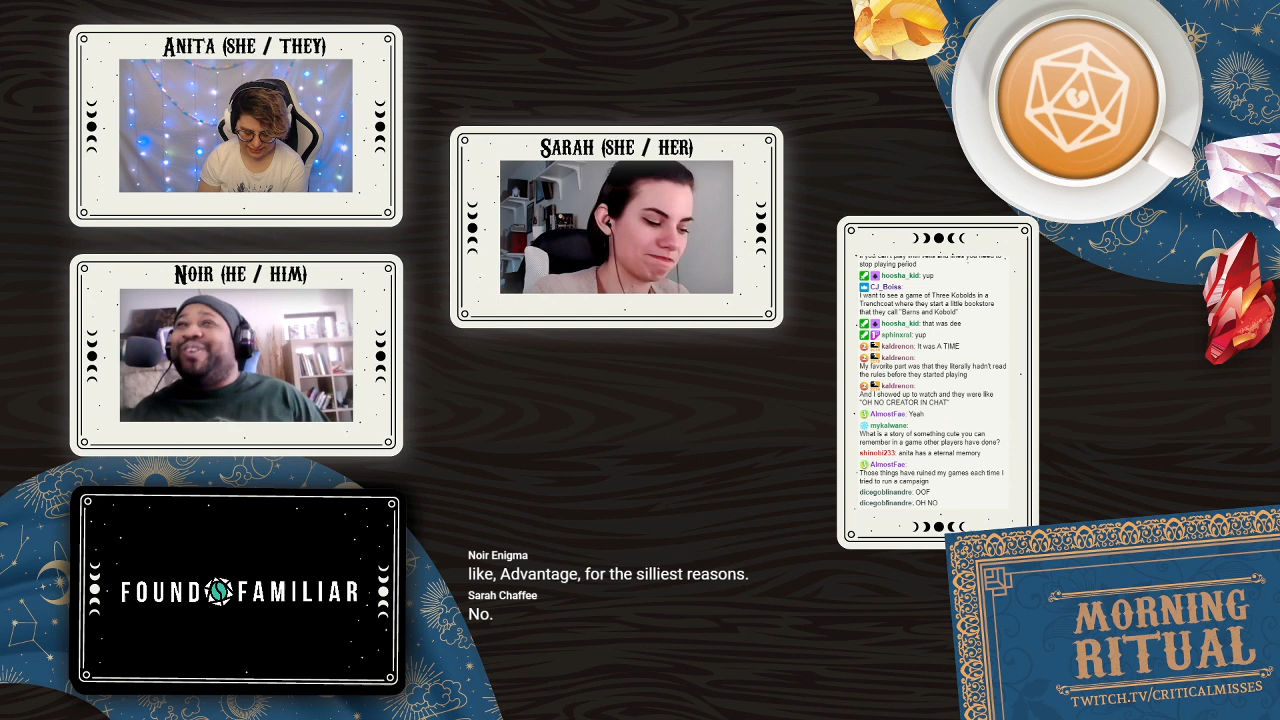 ANITA (SHE / THEY)
NOIR (HE / HIM)
SARAH (SHE / HER)
FOUND FAMILIAR
Noir Enigma
like, Advantage, for the silliest reasons.
Sarah Chaffee
No.
stop playing period
hoosha_kid: yup
CJ_Boiss:
I want to see a game of Three Kobolds in a
Trenchcoat where they start a little bookstore
that they call "Barns and Kobold"
hoosha_kid: that was dee
sphinxrsl: yup
kaldrenon: It was A TIME
kaldrenon:
My favorite part was that they literally hadn't read
the rules before they started playing
kaldrenon:
And I showed up to watch and they were like
"OH NO CREATOR IN CHAT"
AlmostFae: Yeah
mykalwane:
What is a story of something cute you can
remember in a game other players have done?
shinobi233: anita has a eternal memory
AlmostFae:
Those things have ruined my games each time I
tried to run a campaign
dicegoblinandre: OOF
dicegoblinandre: OH NO
MORNING
RITUAL
TWITCH.TV/CRITICALMISSES